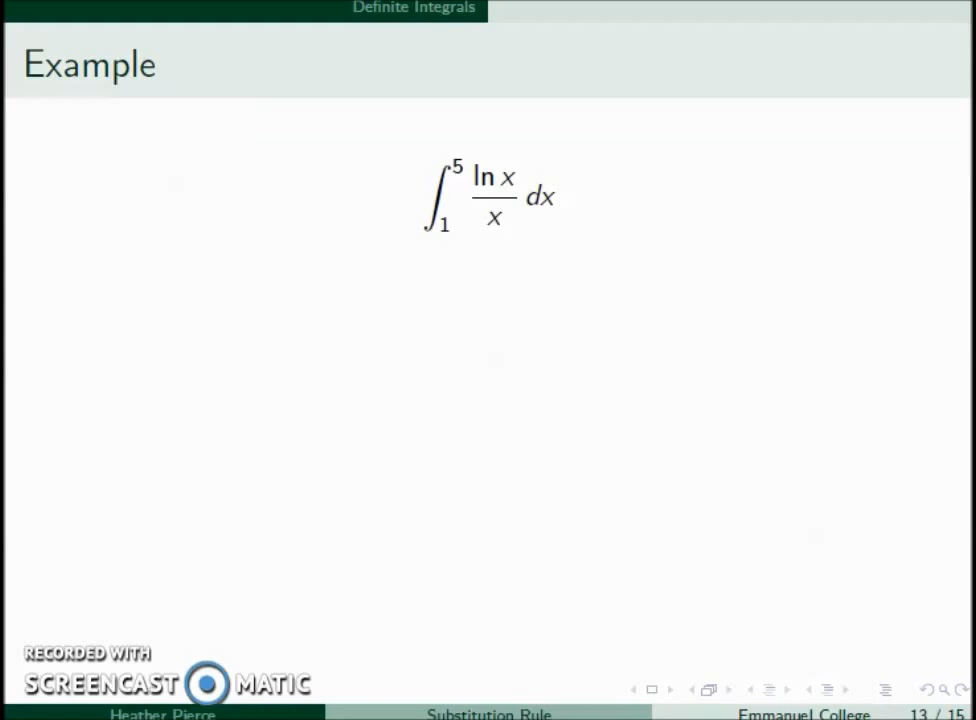 Definite Integrals
Example
∫₁⁵ ln x / x dx
RECORDED WITH
SCREENCAST MATIC
Heather Pierce Substitution Rule Emmanuel College 13 / 15